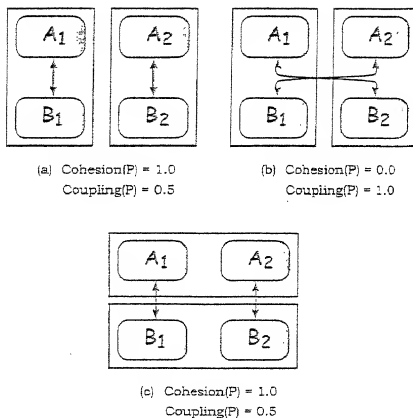 A1 A2 A1 A2
B1 B2 B1 B2
(a) Cohesion(P) = 1.0 (b) Cohesion(P) = 0.0
Coupling(P) = 0.5 Coupling(P) = 1.0
A1 A2
B1 B2
(c) Cohesion(P) = 1.0
Coupling(P) = 0.5